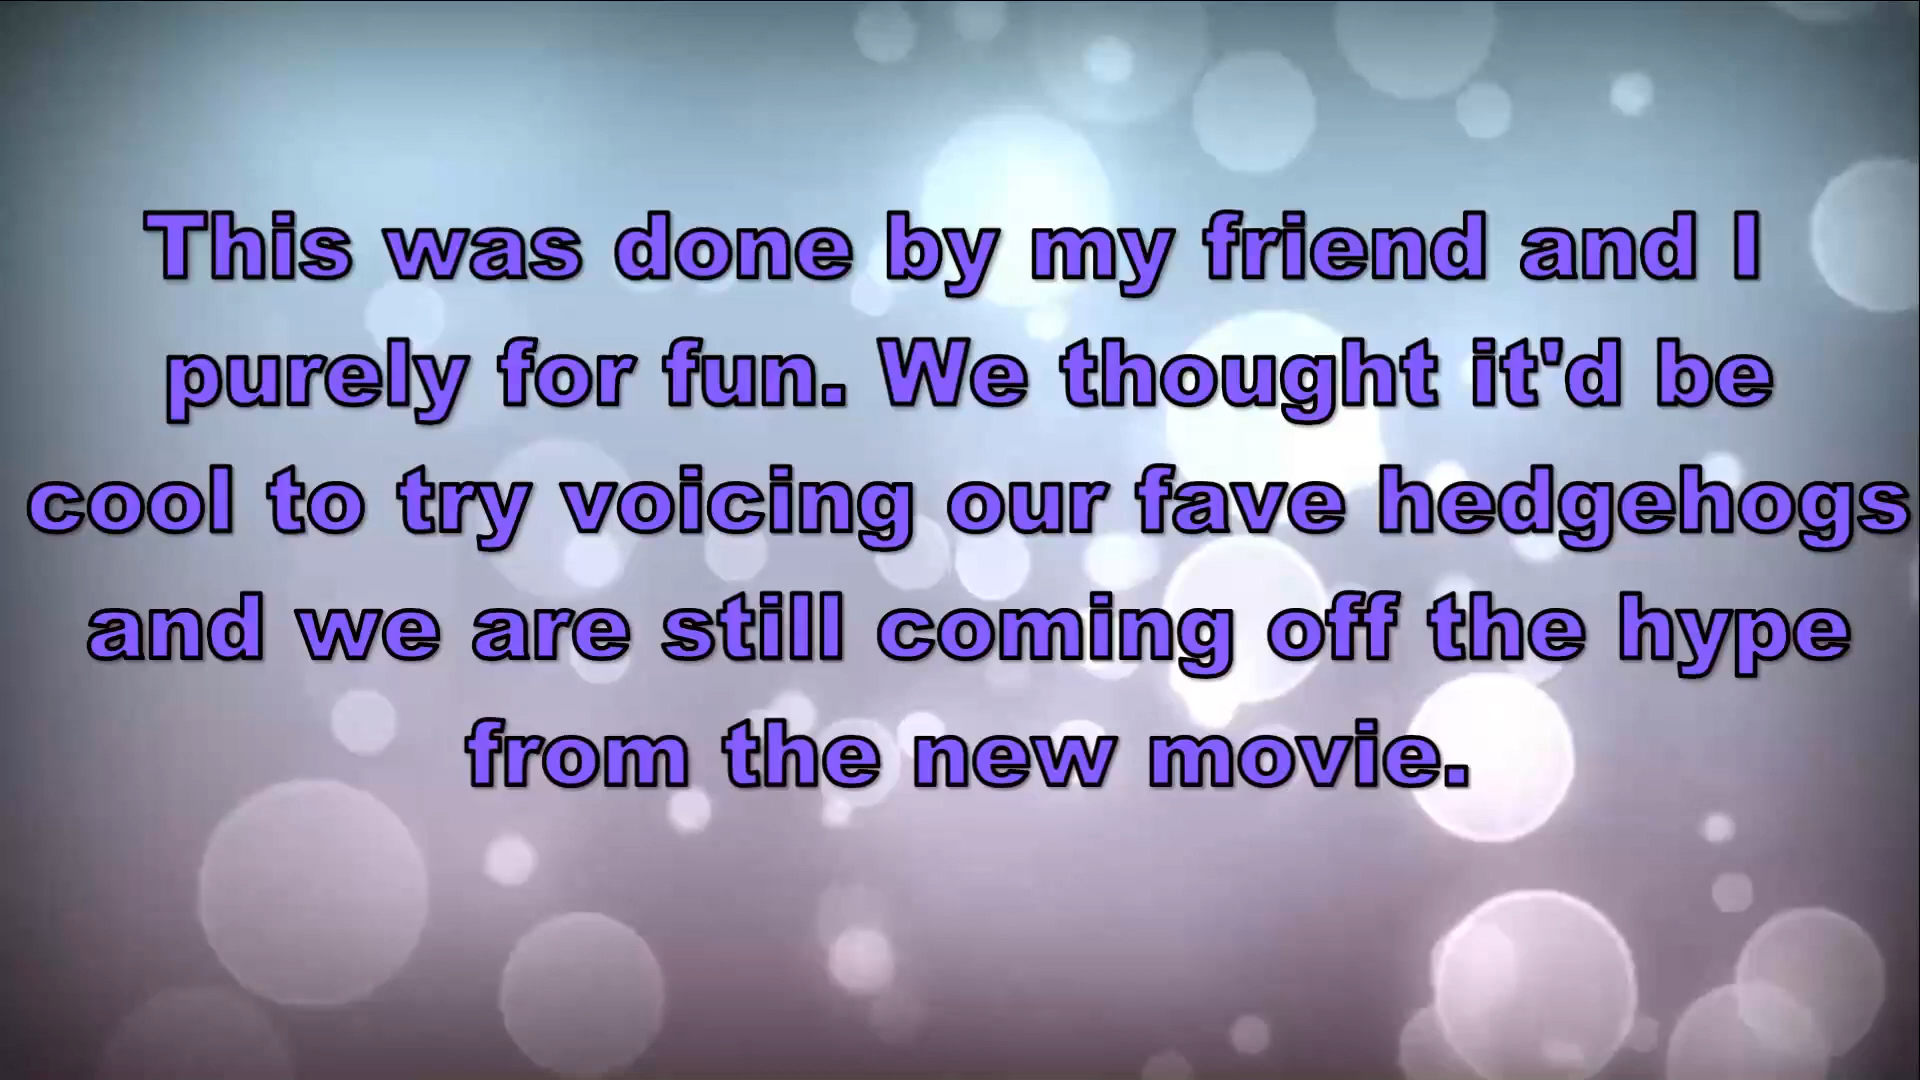 This was done by my friend and I
purely for fun. We thought it'd be
cool to try voicing our fave hedgehogs
and we are still coming off the hype
from the new movie.